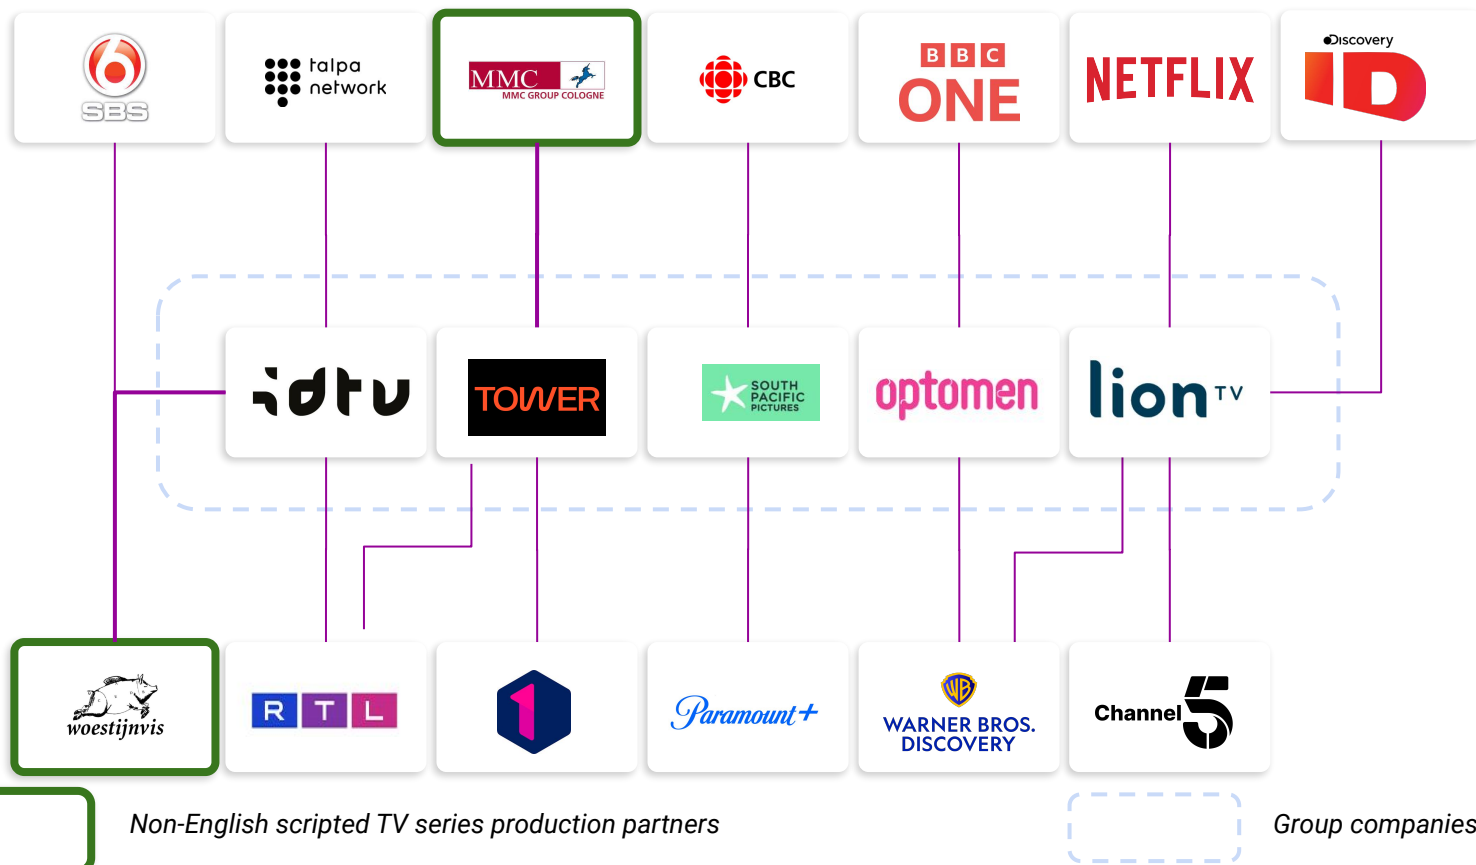 6
SBS
talpa
network
MMC
MMC GROUP COLOGNE
CBC
BBC
ONE
NETFLIX
Discovery
ID
idtv
TOWER
SOUTH
PACIFIC
PICTURES
optomen
lion TV
woestijnvis
RTL
1
Paramount+
WB
WARNER BROS.
DISCOVERY
Channel 5
Non-English scripted TV series production partners
Group companies